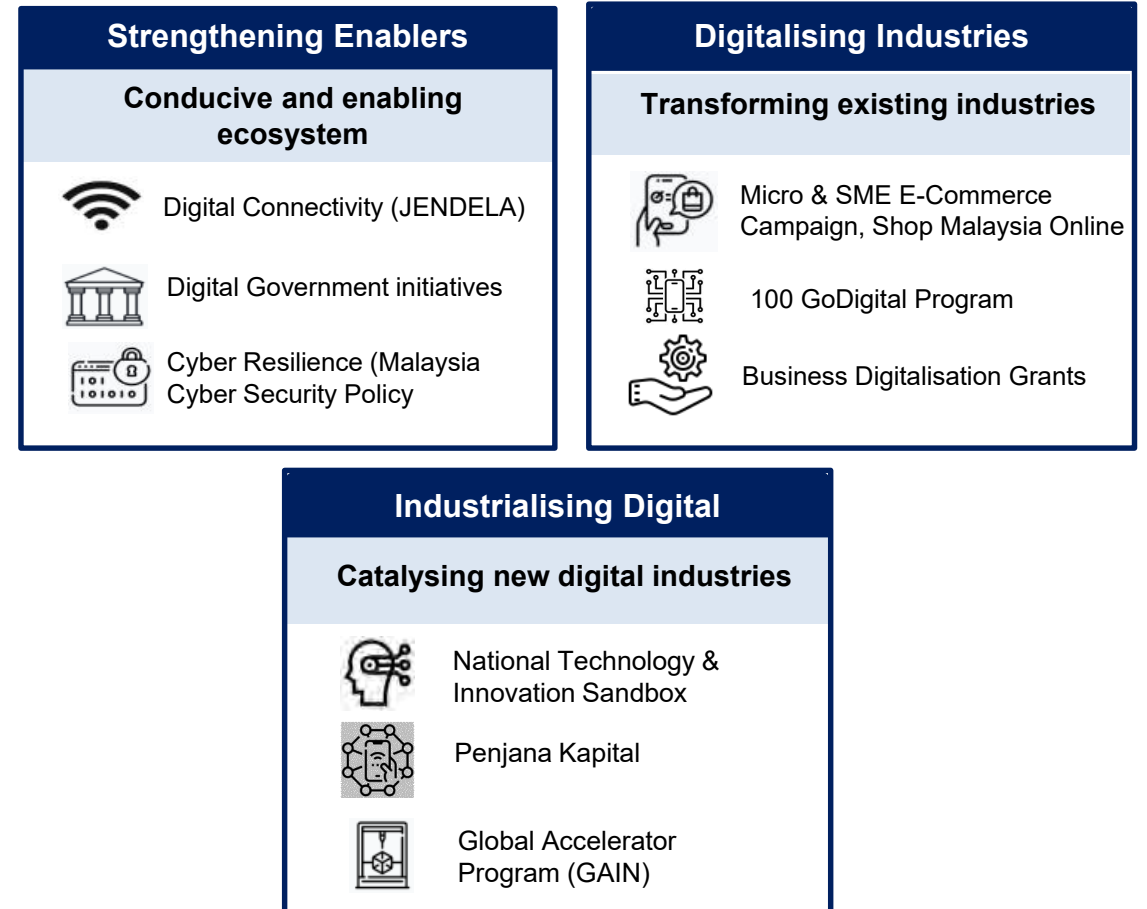 Strengthening Enablers
Conducive and enabling
ecosystem
Digital Connectivity (JENDELA)
Digital Government initiatives
Cyber Resilience (Malaysia
Cyber Security Policy
Digitalising Industries
Transforming existing industries
Micro & SME E-Commerce
Campaign, Shop Malaysia Online
100 GoDigital Program
Business Digitalisation Grants
Industrialising Digital
Catalysing new digital industries
National Technology &
Innovation Sandbox
Penjana Kapital
Global Accelerator
Program (GAIN)